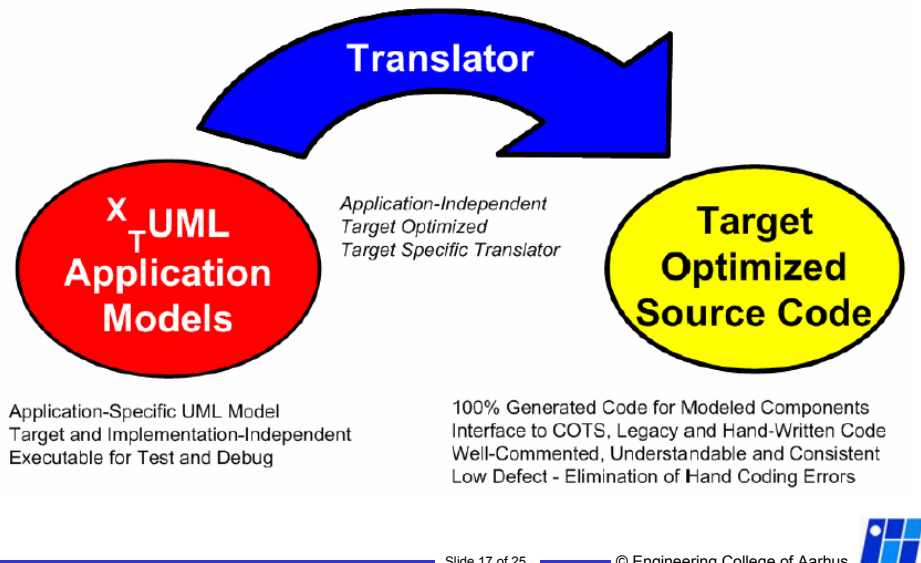 Translator
X
T UML
Application
Models
Application-Independent
Target Optimized
Target Specific Translator
Target
Optimized
Source Code
Application-Specific UML Model
Target and Implementation-Independent
Executable for Test and Debug
100% Generated Code for Modeled Components
Interface to COTS, Legacy and Hand-Written Code
Well-Commented, Understandable and Consistent
Low Defect - Elimination of Hand Coding Errors
Slide 17 of 25
© Engineering College of Aarhus